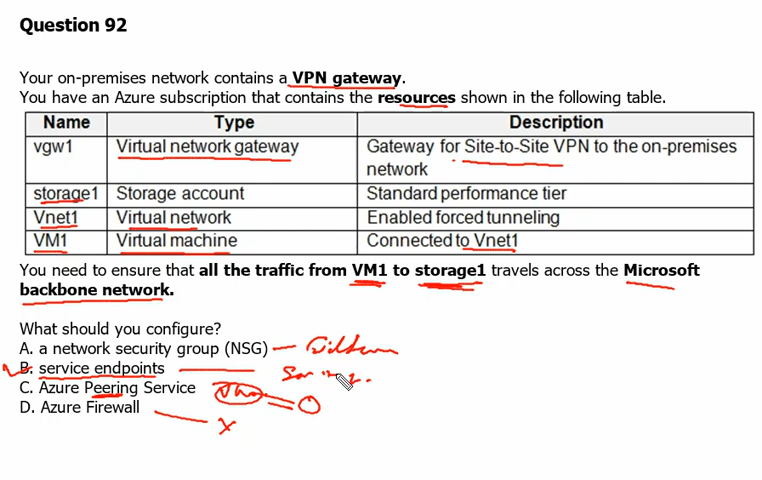 Question 92
Your on-premises network contains a VPN gateway.
You have an Azure subscription that contains the resources shown in the following table.
Name Type Description
vgw1 Virtual network gateway Gateway for Site-to-Site VPN to the on-premises
network
storage1 Storage account Standard performance tier
Vnet1 Virtual network Enabled forced tunneling
VM1 Virtual machine Connected to Vnet1
You need to ensure that all the traffic from VM1 to storage1 travels across the Microsoft
backbone network.
What should you configure?
A. a network security group (NSG)
B. service endpoints
C. Azure Peering Service
D. Azure Firewall